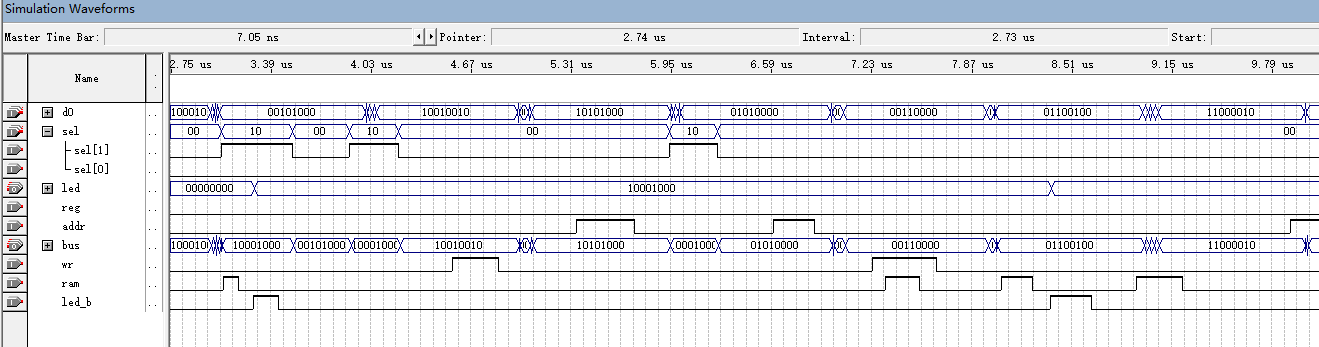 Simulation Waveforms
Master Time Bar: 7.05 ns Pointer: 2.74 us Interval: 2.73 us Start:
Name 2.75 us 3.39 us 4.03 us 4.67 us 5.31 us 5.95 us 6.59 us 7.23 us 7.87 us 8.51 us 9.15 us 9.79 us
d0 100010 00101000 10010010 10101000 01010000 00110000 01100100 11000010
sel 00 10 00 10 00 10 00
sel[1]
sel[0]
led 00000000 10001000
reg
addr
bus 100010 10001000 00101000 0001000 10010010 10101000 0001000 01010000 00110000 01100100 11000010
wr
ram
led_b